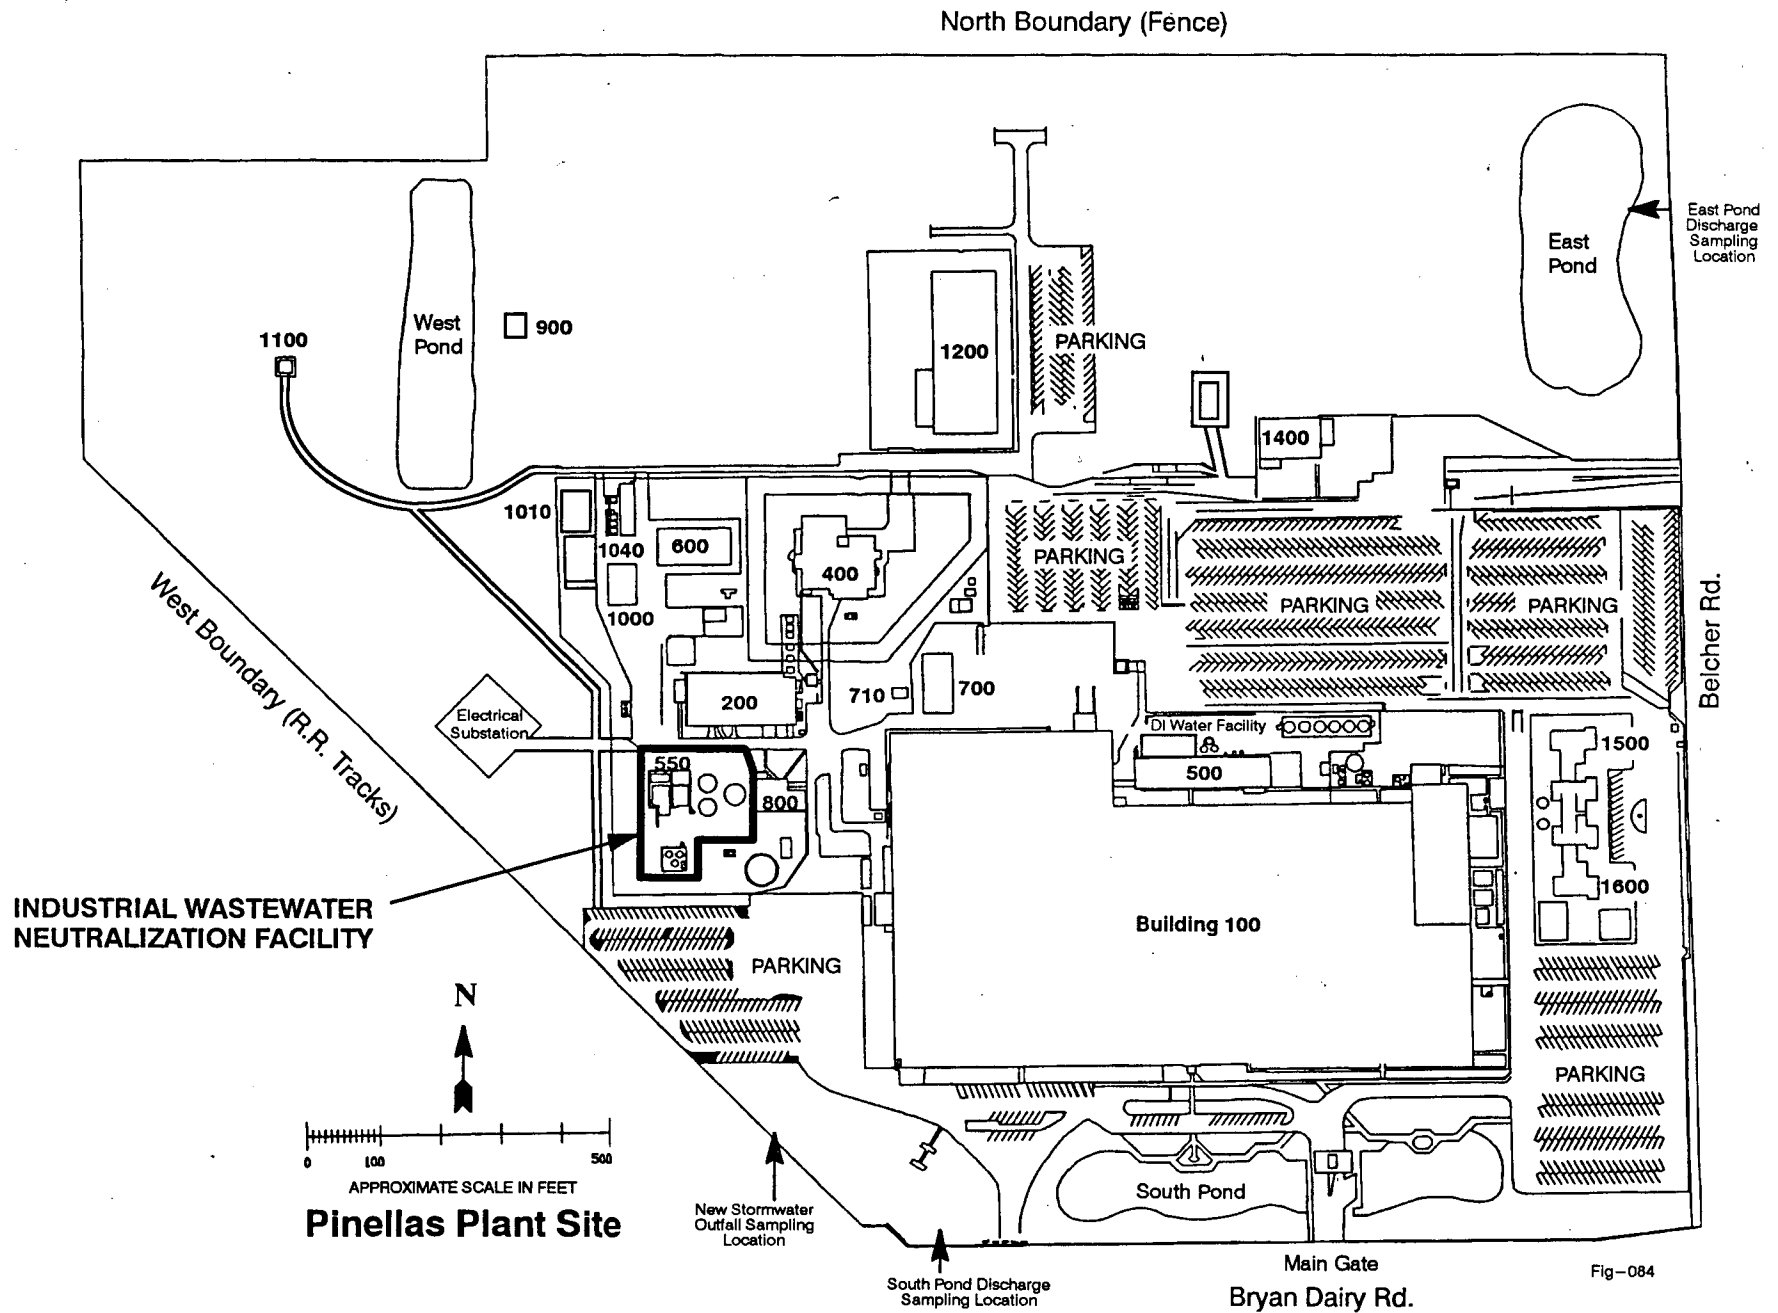 North Boundary (Fence)
East Pond
Discharge
Sampling
Location
East
Pond
West
Pond
900
1100
1200
PARKING
1400
1010
1040
600
400
PARKING
1000
PARKING
PARKING
Belcher Rd.
West Boundary (R.R. Tracks)
200
710
700
Electrical
Substation
DI Water Facility
550
500
1500
800
1600
INDUSTRIAL WASTEWATER
NEUTRALIZATION FACILITY
Building 100
PARKING
N
PARKING
0 100 500
APPROXIMATE SCALE IN FEET
Pinellas Plant Site
South Pond
New Stormwater
Outfall Sampling
Location
South Pond Discharge
Sampling Location
Main Gate
Bryan Dairy Rd.
Fig-084